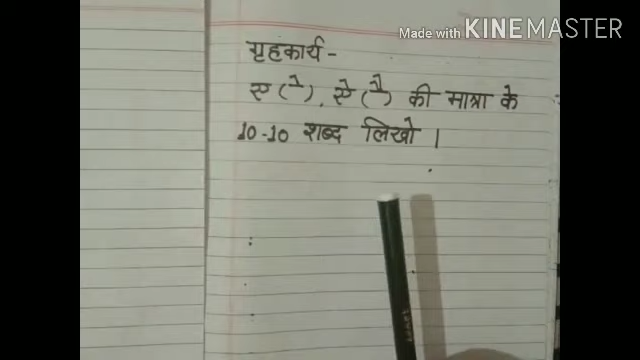 Made with KINEMASTER
गृहकार्य -
ए (े), ऐ (ै) की मात्रा के
10-10 शब्द लिखो ।